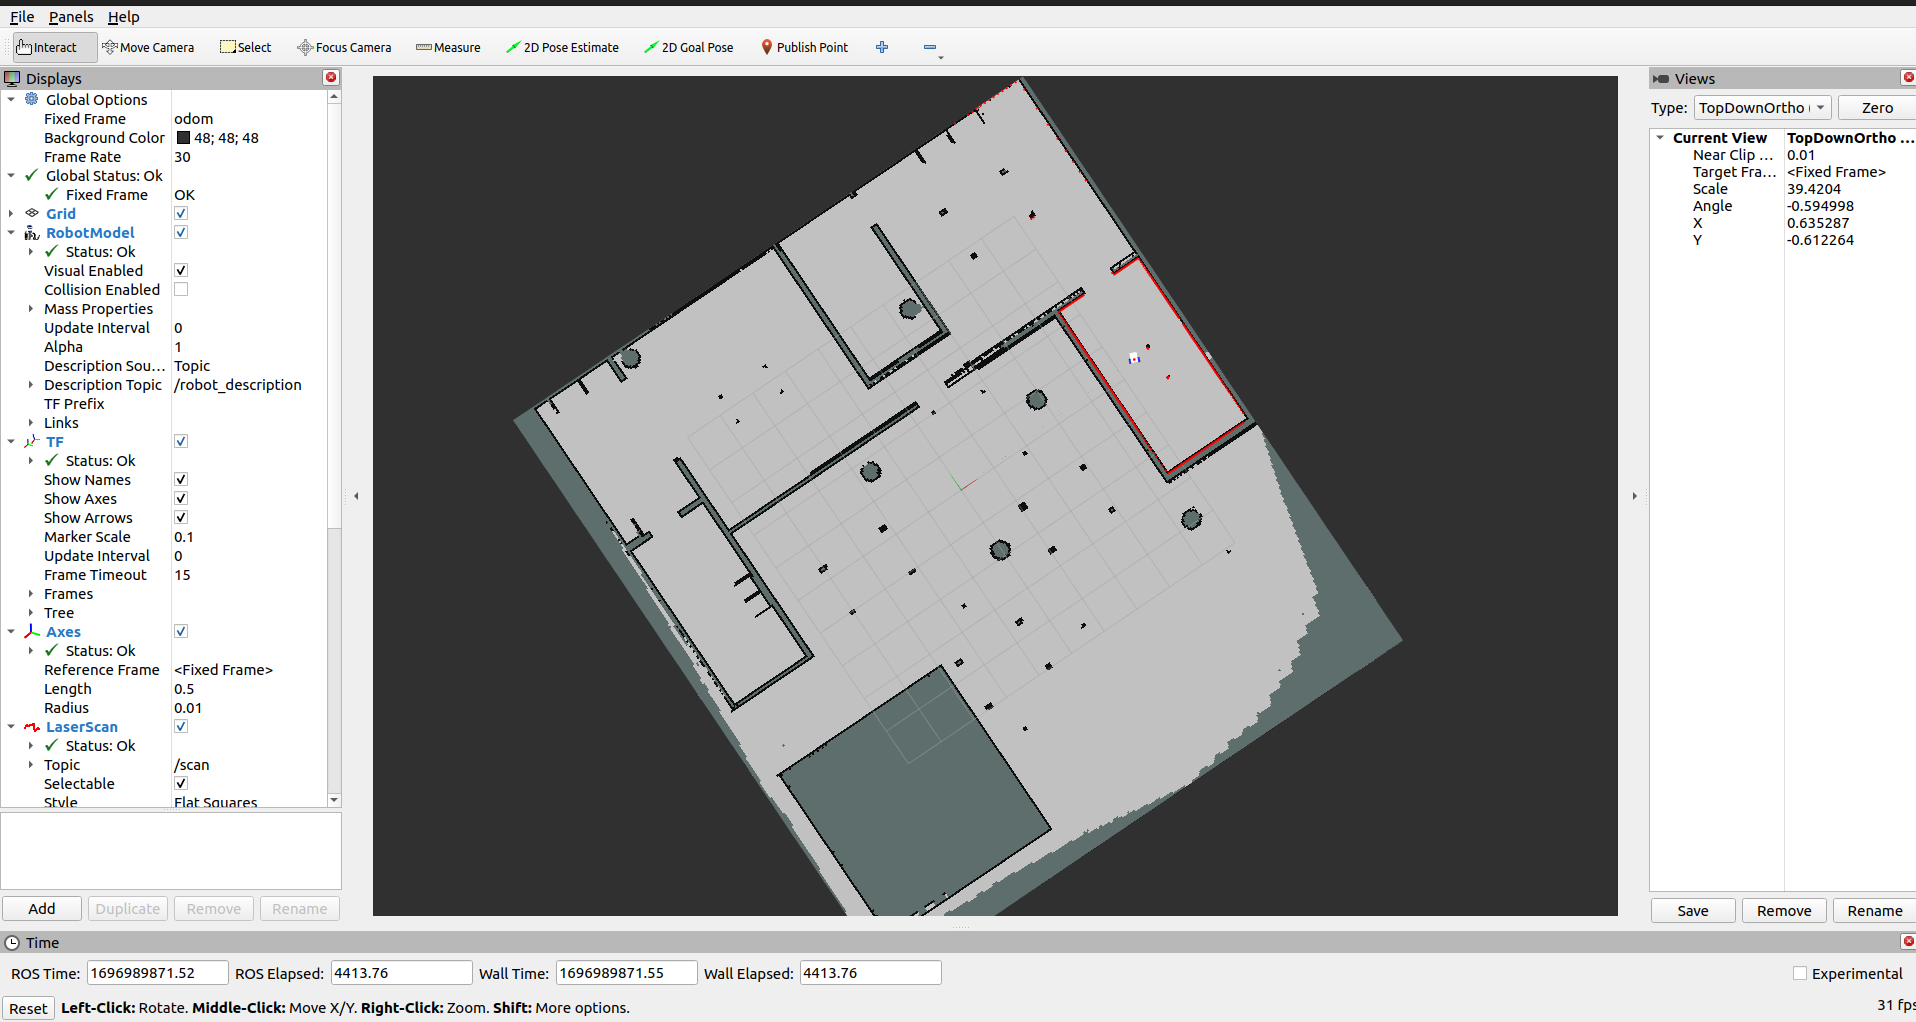 File Panels Help
Interact Move Camera Select Focus Camera Measure 2D Pose Estimate 2D Goal Pose Publish Point
Displays
Global Options
Fixed Frame odom
Background Color 48; 48; 48
Frame Rate 30
Global Status: Ok
Fixed Frame OK
Grid
RobotModel
Status: Ok
Visual Enabled
Collision Enabled
Mass Properties
Update Interval 0
Alpha 1
Description Sou... Topic
Description Topic /robot_description
TF Prefix
Links
TF
Status: Ok
Show Names
Show Axes
Show Arrows
Marker Scale 0.1
Update Interval 0
Frame Timeout 15
Frames
Tree
Axes
Status: Ok
Reference Frame <Fixed Frame>
Length 0.5
Radius 0.01
LaserScan
Status: Ok
Topic /scan
Selectable
Style Flat Squares
Add Duplicate Remove Rename
Views
Type: TopDownOrtho ( Zero
Current View TopDownOrtho ...
Near Clip ... 0.01
Target Fra... <Fixed Frame>
Scale 39.4204
Angle -0.594998
X 0.635287
Y -0.612264
Save Remove Rename
Time
ROS Time: 1696989871.52 ROS Elapsed: 4413.76 Wall Time: 1696989871.55 Wall Elapsed: 4413.76 Experimental
Reset Left-Click: Rotate. Middle-Click: Move X/Y. Right-Click: Zoom. Shift: More options. 31 fps